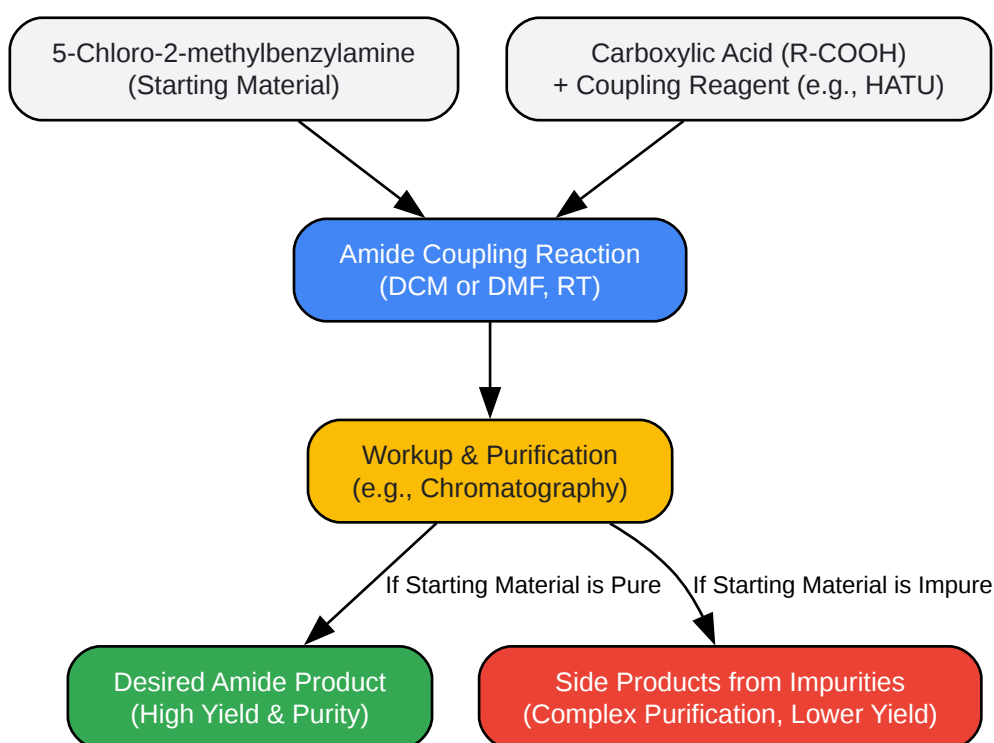 5-Chloro-2-methylbenzylamine
(Starting Material)
Carboxylic Acid (R-COOH)
+ Coupling Reagent (e.g., HATU)
Amide Coupling Reaction
(DCM or DMF, RT)
Workup & Purification
(e.g., Chromatography)
If Starting Material is Pure
If Starting Material is Impure
Desired Amide Product
(High Yield & Purity)
Side Products from Impurities
(Complex Purification, Lower Yield)